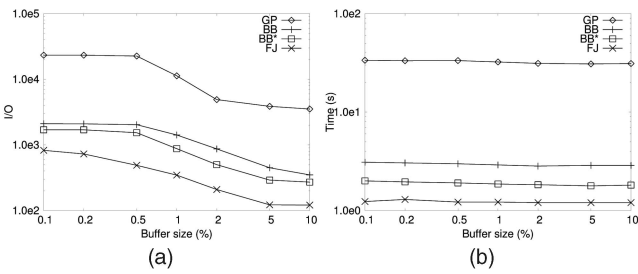 1.0e5
GP
BB
BB*
FJ
1.0e4
I/O
1.0e3
1.0e2
0.1 0.2 0.5 1 2 5 10
Buffer size (%)
(a)
1.0e2
GP
BB
BB*
FJ
Time (s)
1.0e1
1.0e0
0.1 0.2 0.5 1 2 5 10
Buffer size (%)
(b)